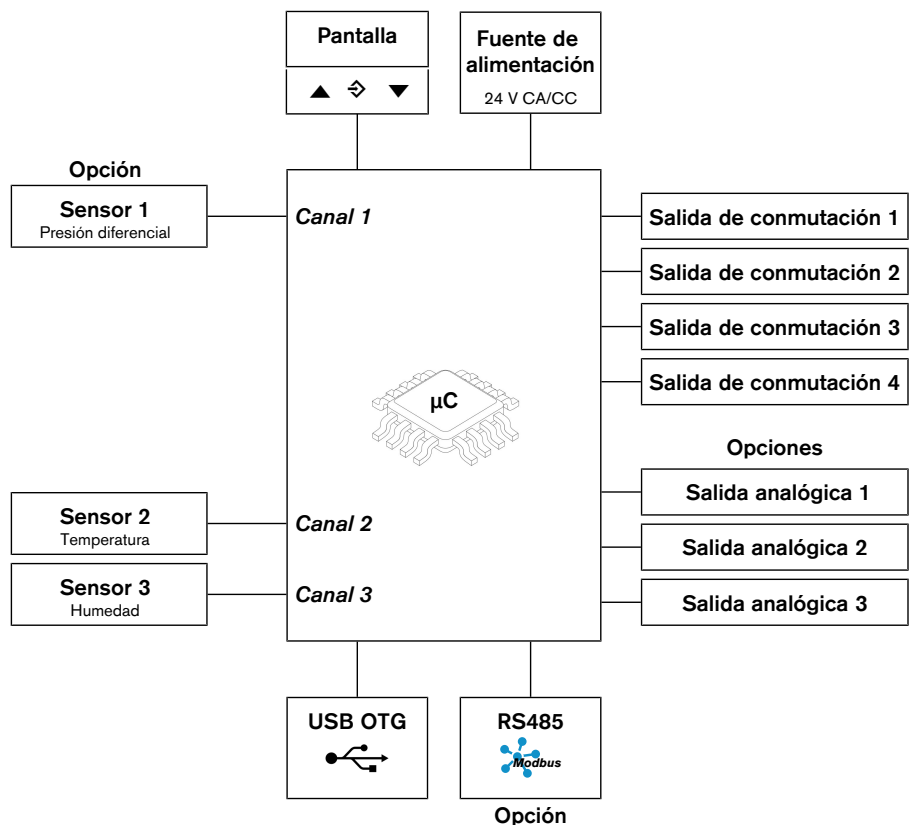 Pantalla
Fuente de
alimentación
24 V CA/CC
Opción
Sensor 1
Presión diferencial
Canal 1
Salida de conmutación 1
Salida de conmutación 2
Salida de conmutación 3
Salida de conmutación 4
µC
Opciones
Salida analógica 1
Sensor 2
Temperatura
Canal 2
Salida analógica 2
Sensor 3
Humedad
Canal 3
Salida analógica 3
USB OTG
RS485
Modbus
Opción